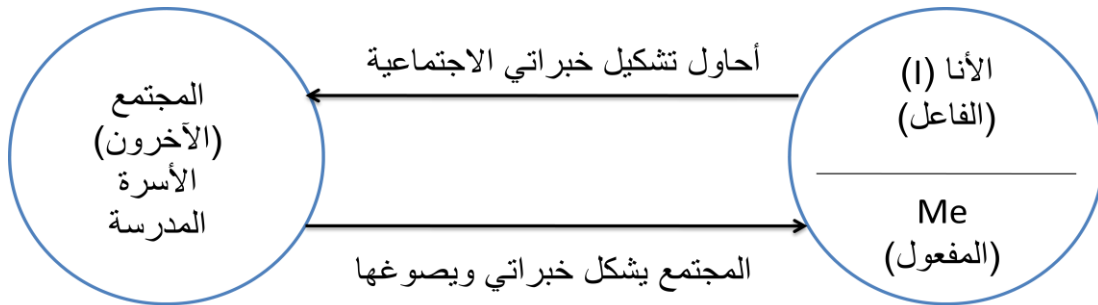 أحاول تشكيل خبراتي الاجتماعية
الأنا (I)
(الفاعل)
Me
(المفعول)
المجتمع
(الآخرون)
الأسرة
المدرسة
المجتمع يشكل خبراتي ويصوغها